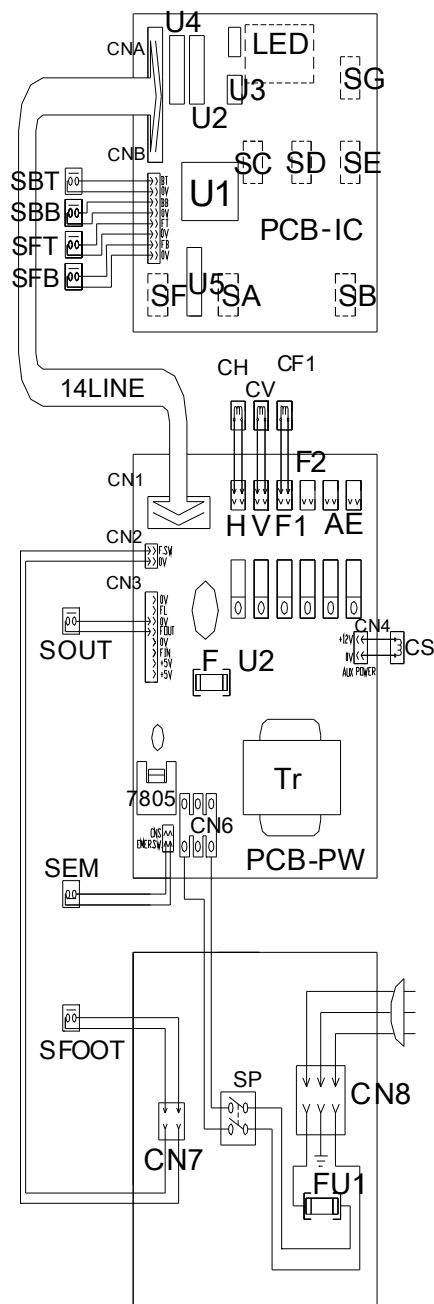 CNA
U4
LED
SG
U3
U2
CNB
SC
SD
SE
SBT
SBB
SFT
SFB
BT
0V
BB
0V
FT
0V
FB
0V
U1
PCB-IC
SF
U5
SA
SB
14LINE
CH
CV
CF1
F2
CN1
H
V
F1
A
E
CN2
F.SW
0V
CN3
0V
FL
0V
FOUT
0V
FIN
+5V
+5V
SOUT
CN4
+12V
0V
AUX POWER
CS
F
U2
Tr
7805
CN6
EMER.SW
PCB-PW
SEM
SFOOT
SP
CN8
CN7
FU1